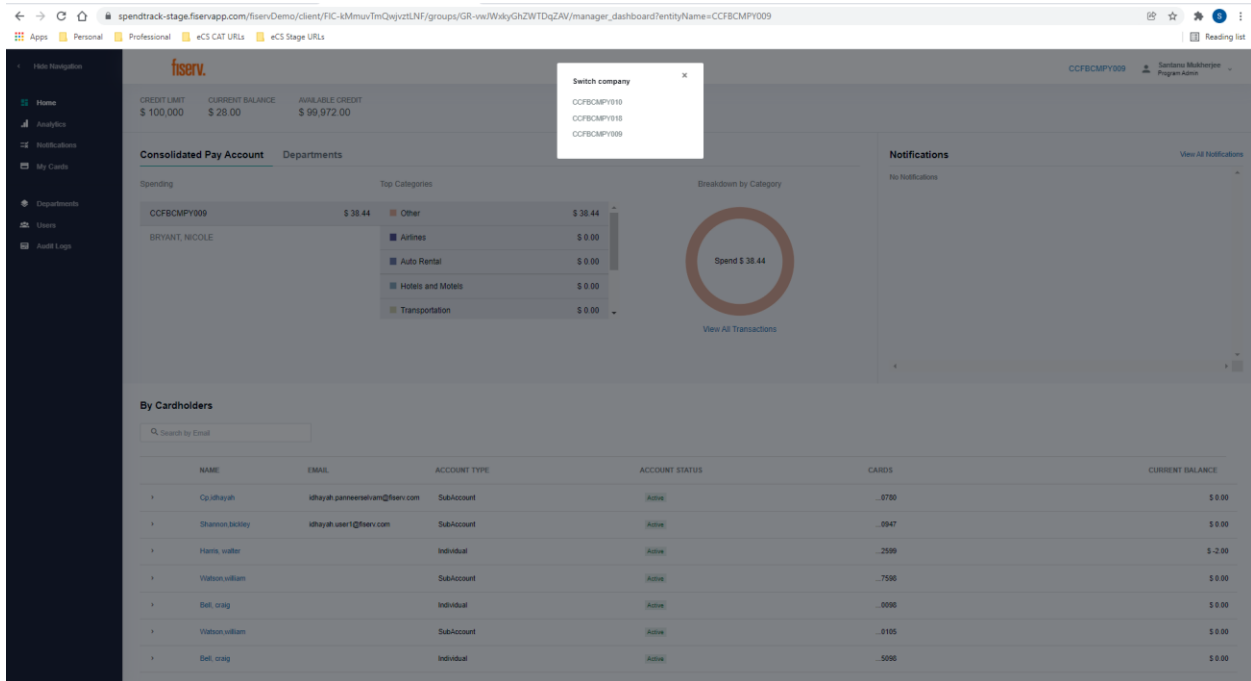 spendtrack-stage.fiservapp.com/fiservDemo/client/FIC-kMmuvTmQwjvztLNF/groups/GR-vwJWxkyGhZWTDqZAV/manager_dashboard?entityName=CCFBCMPY009
S
Apps Personal Professional eCS CAT URLs eCS Stage URLs Reading list
Hide Navigation
Home
Analytics
Notifications
My Cards
Departments
Users
Audit Logs
fiserv.
CCFBCMPY009
Santanu Mukherjee
Program Admin
Switch company
CCFBCMPY010
CCFBCMPY018
CCFBCMPY009
CREDIT LIMIT CURRENT BALANCE AVAILABLE CREDIT
$ 100,000 $ 28.00 $ 99,972.00
Consolidated Pay Account Departments
Spending Top Categories Breakdown by Category
CCFBCMPY009 $ 38.44
BRYANT, NICOLE
Other $ 38.44
Airlines $ 0.00
Auto Rental $ 0.00
Hotels and Motels $ 0.00
Transportation $ 0.00
Spend $ 38.44
View All Transactions
Notifications View All Notifications
No Notifications
By Cardholders
Search by Email
NAME EMAIL ACCOUNT TYPE ACCOUNT STATUS CARDS CURRENT BALANCE
Cp,idhayah idhayah.panneerselvam@fiserv.com SubAccount Active ...0780 $ 0.00
Shannon,bickley idhayah.user1@fiserv.com SubAccount Active ...0947 $ 0.00
Harris, walter Individual Active ...2599 $ -2.00
Watson,william SubAccount Active ...7598 $ 0.00
Bell, craig Individual Active ...0098 $ 0.00
Watson,william SubAccount Active ...0105 $ 0.00
Bell, craig Individual Active ...5098 $ 0.00